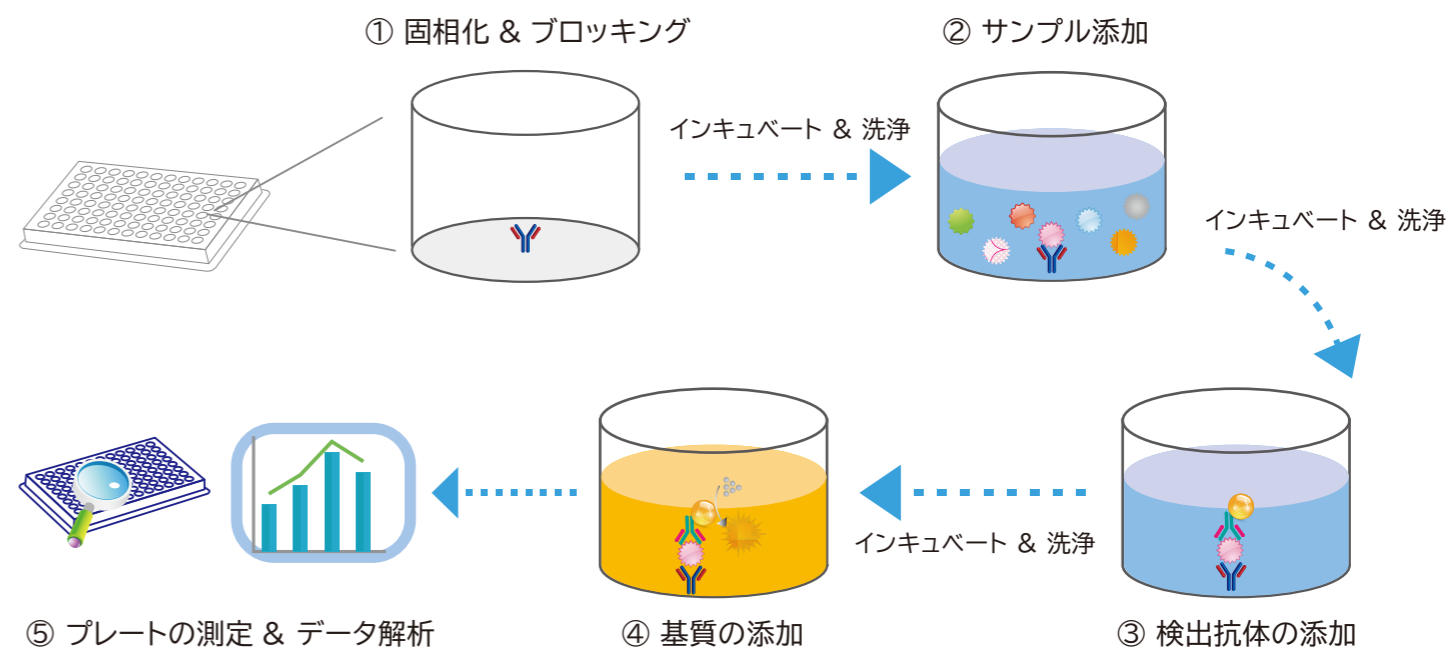 ① 固相化 & ブロッキング
② サンプル添加
インキュベート & 洗浄
インキュベート & 洗浄
インキュベート & 洗浄
③ 検出抗体の添加
④ 基質の添加
⑤ プレートの測定 & データ解析